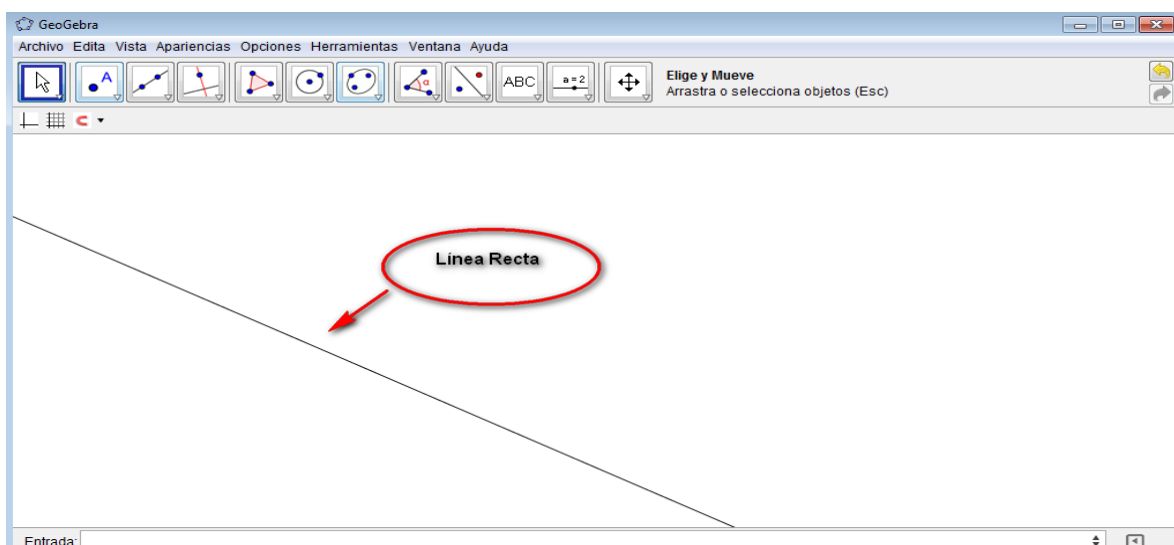 GeoGebra
Archivo Edita Vista Apariencias Opciones Herramientas Ventana Ayuda
A
α
ABC
a = 2
Elige y Mueve
Arrastra o selecciona objetos (Esc)
Línea Recta
Entrada: